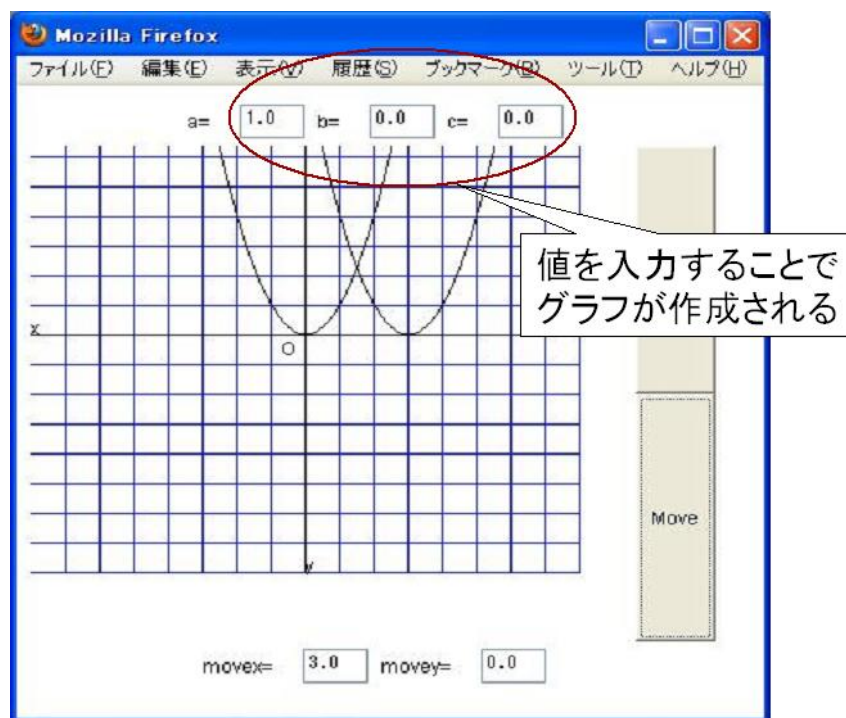 Mozilla Firefox
ファイル(F) 編集(E) 表示(V) 履歴(S) ブックマーク(B) ツール(T) ヘルプ(H)
a= 1.0 b= 0.0 c= 0.0
値を入力することで
グラフが作成される
x
O
Move
y
movex= 3.0 movey= 0.0